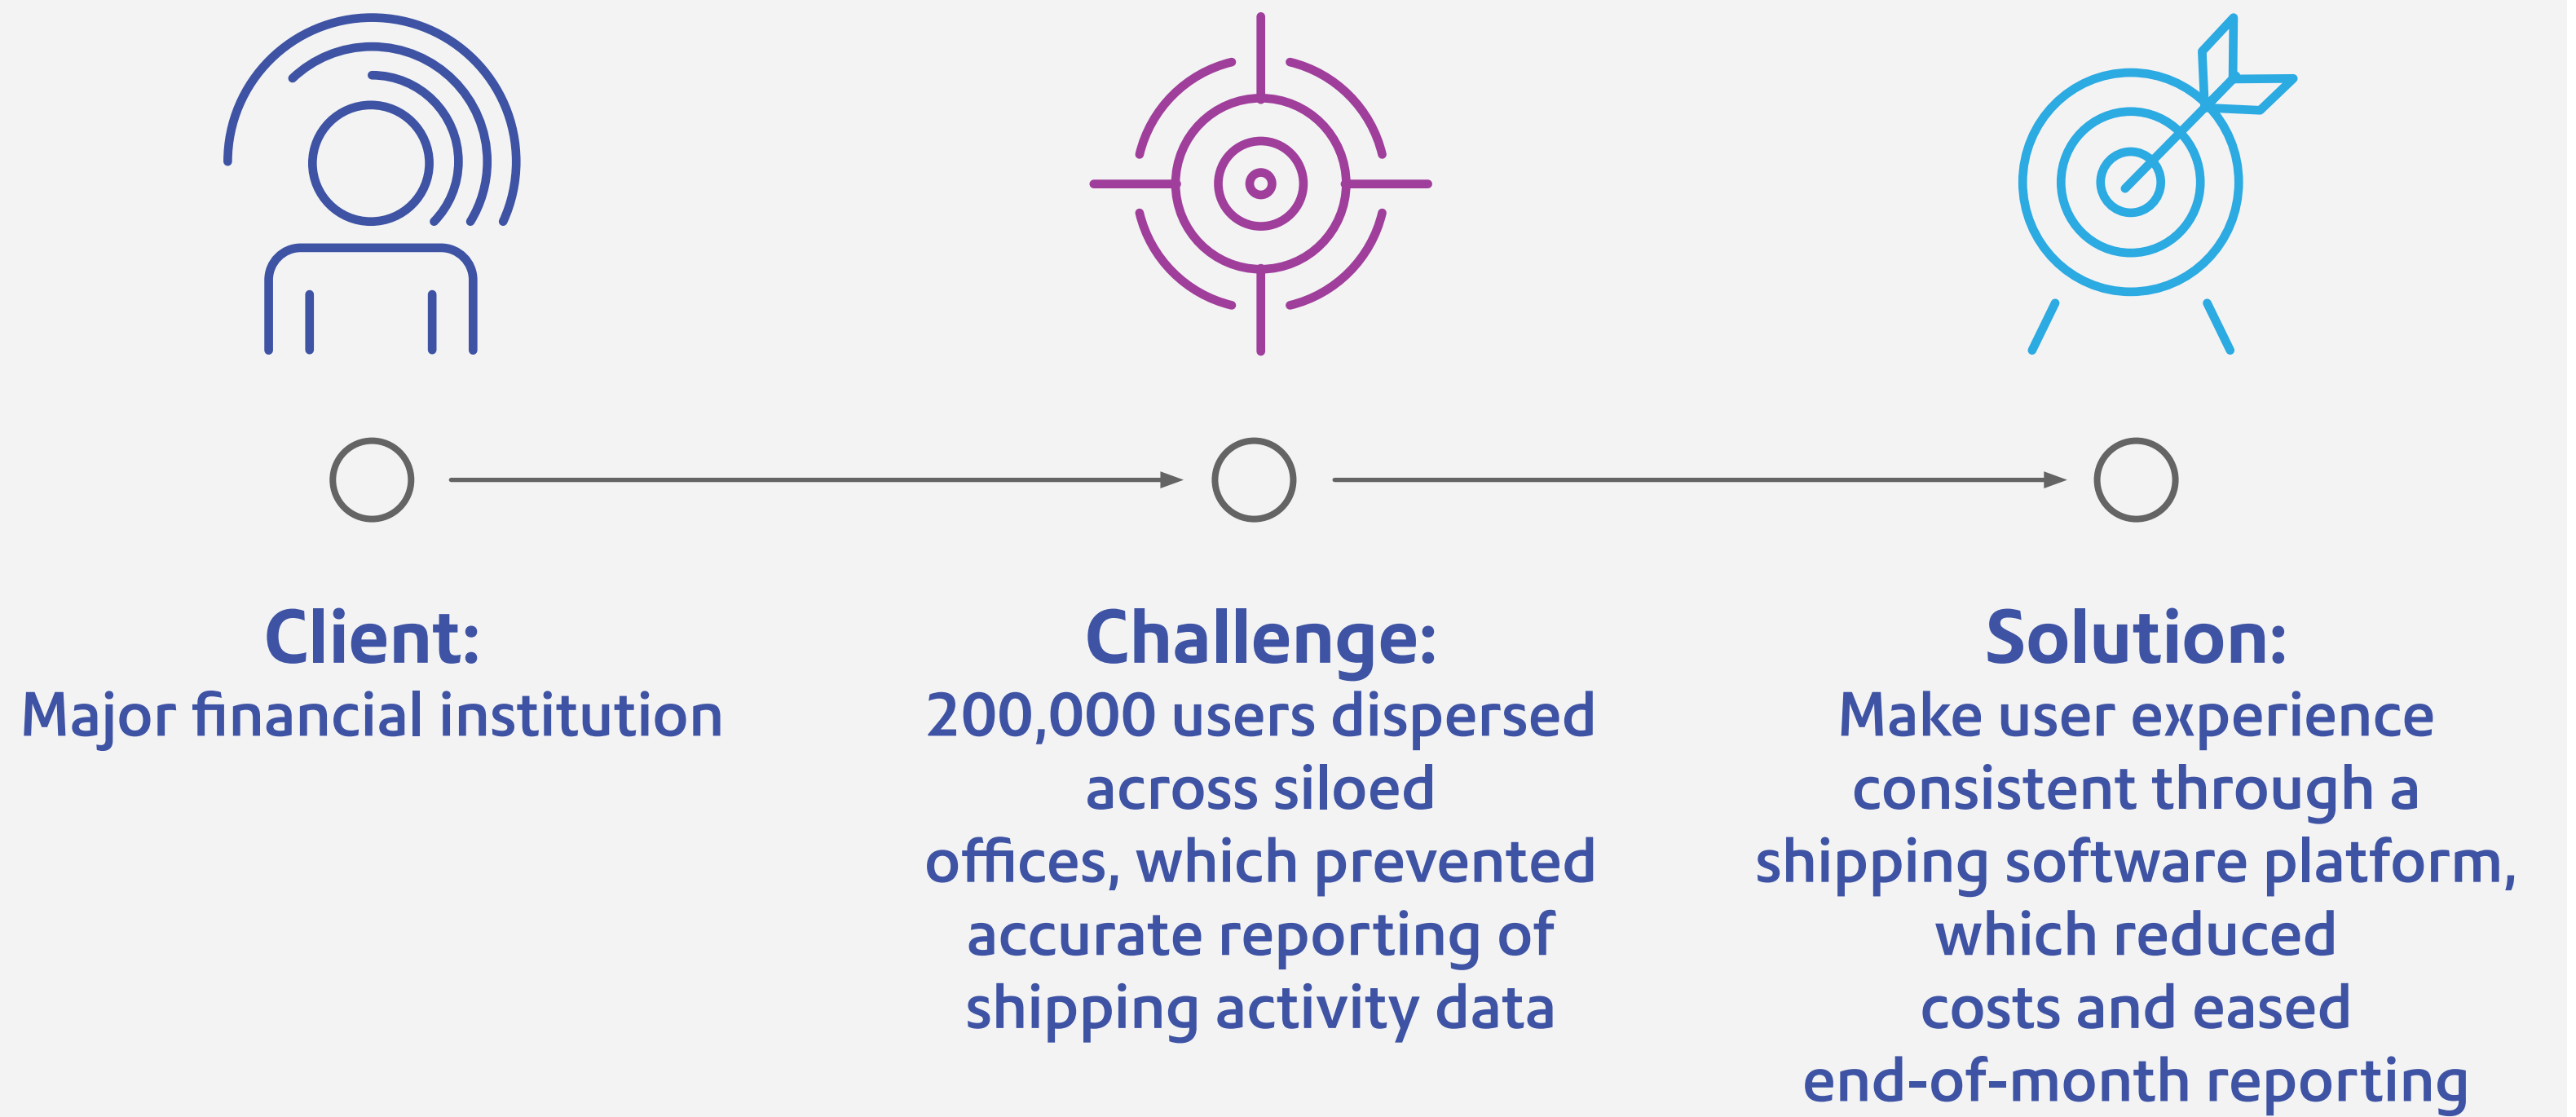 Client:
Major financial institution
Challenge:
200,000 users dispersed
across siloed
offices, which prevented
accurate reporting of
shipping activity data
Solution:
Make user experience
consistent through a
shipping software platform,
which reduced
costs and eased
end-of-month reporting